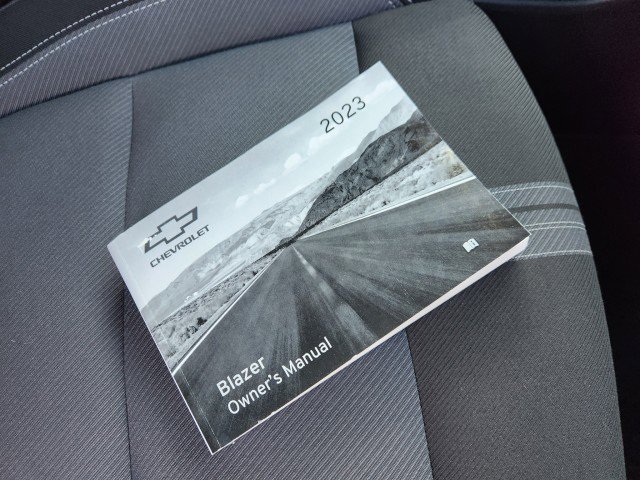 2023
CHEVROLET
Blazer
Owner's Manual